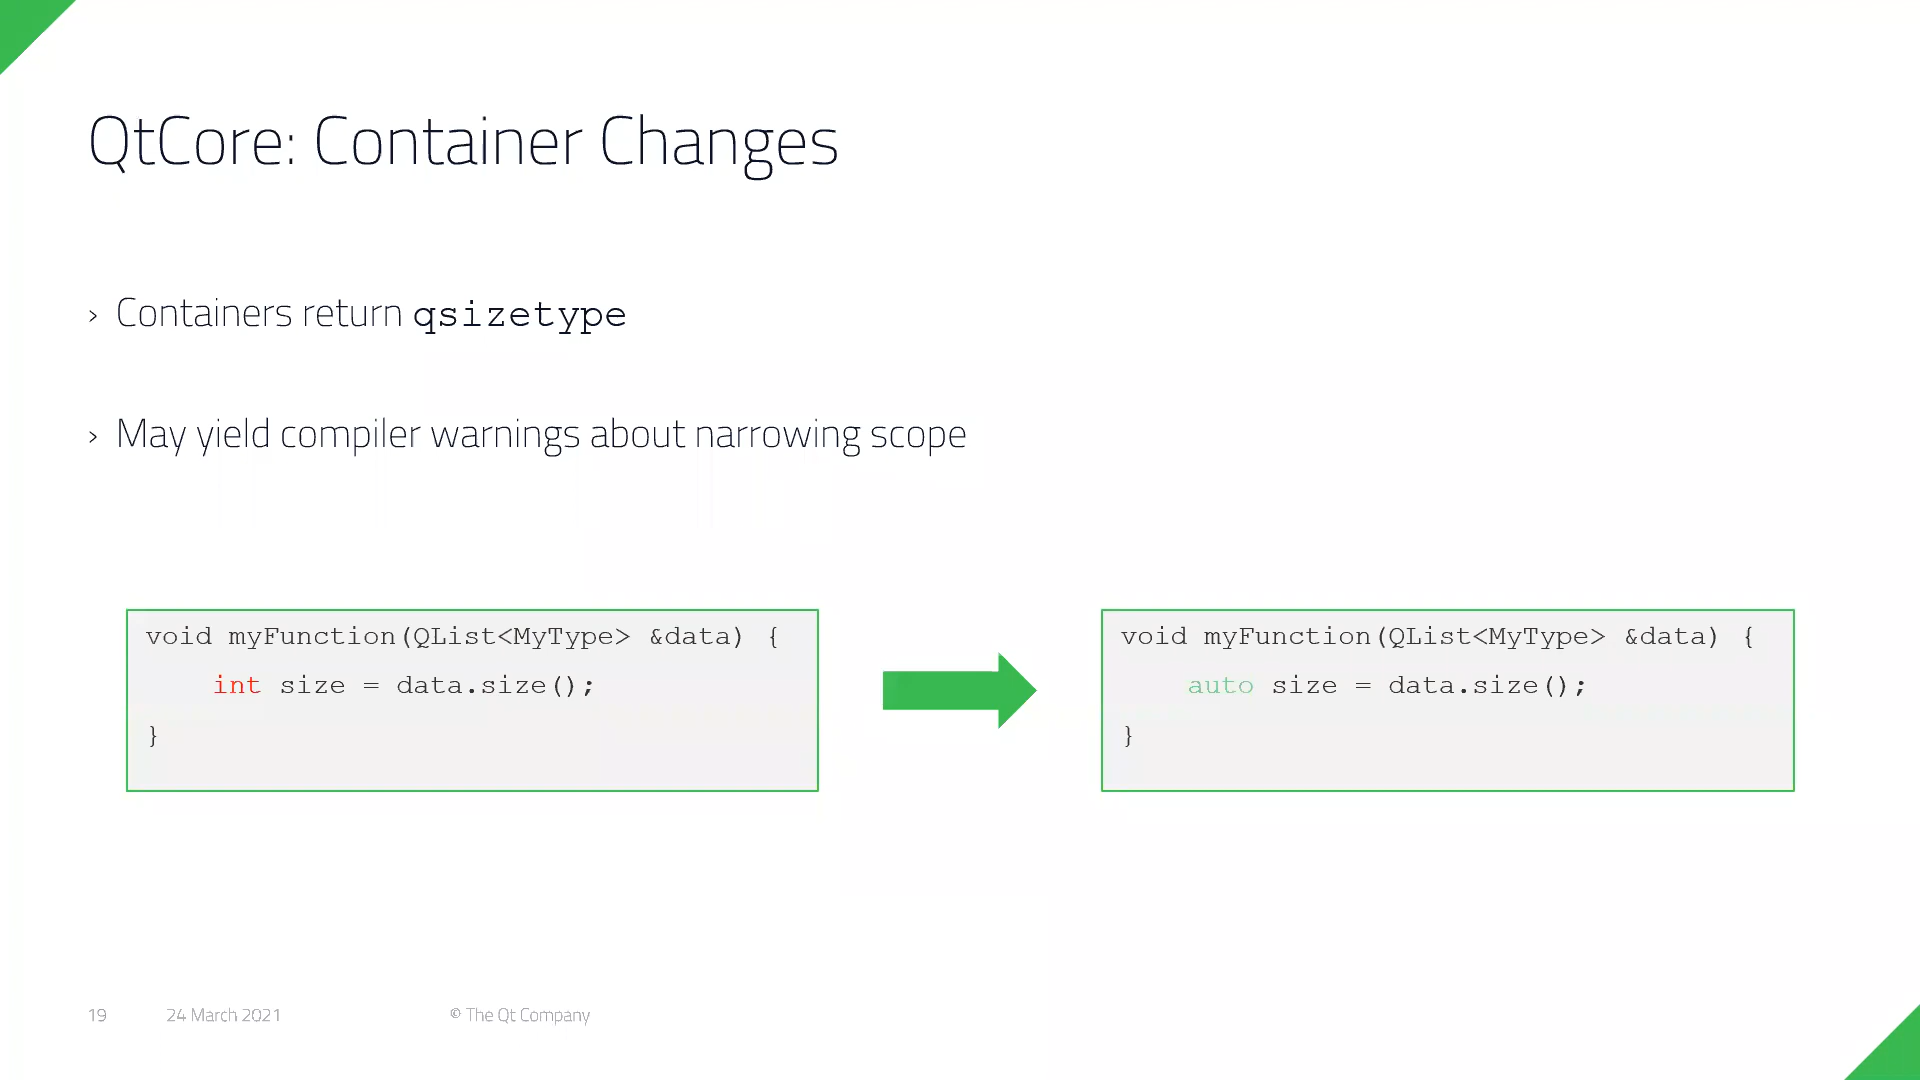 QtCore: Container Changes
› Containers return qsizetype
› May yield compiler warnings about narrowing scope
void myFunction(QList<MyType> &data) {
    int size = data.size();
}
void myFunction(QList<MyType> &data) {
    auto size = data.size();
}
19 24 March 2021 © The Qt Company